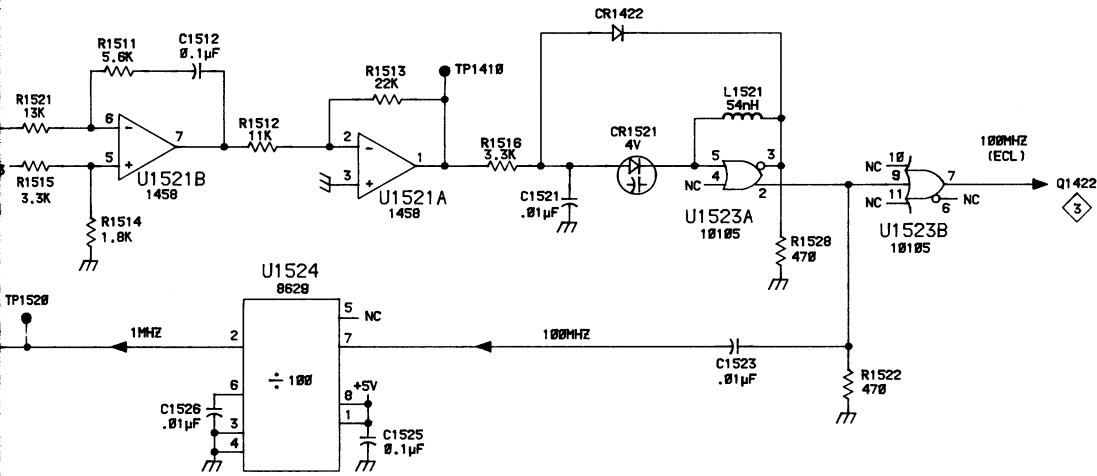 CR1422
R1511
5.6K
C1512
0.1µF
R1513
22K
TP1410
L1521
54nH
R1521
13K
6
-
7
5
+
R1515
3.3K
U1521B
1458
R1514
1.8K
R1512
11K
2
-
1
3
+
U1521A
1458
R1516
3.3K
CR1521
4V
C1521
.01µF
5
3
NC
4
2
U1523A
10105
R1528
470
NC
10
9
7
NC
11
6
NC
U1523B
10105
100MHZ
(ECL)
Q1422
3
TP1520
1MHZ
U1524
8629
2
5
NC
7
÷ 100
6
+5V
8
1
3
4
C1526
.01µF
C1525
0.1µF
100MHZ
C1523
.01µF
R1522
470